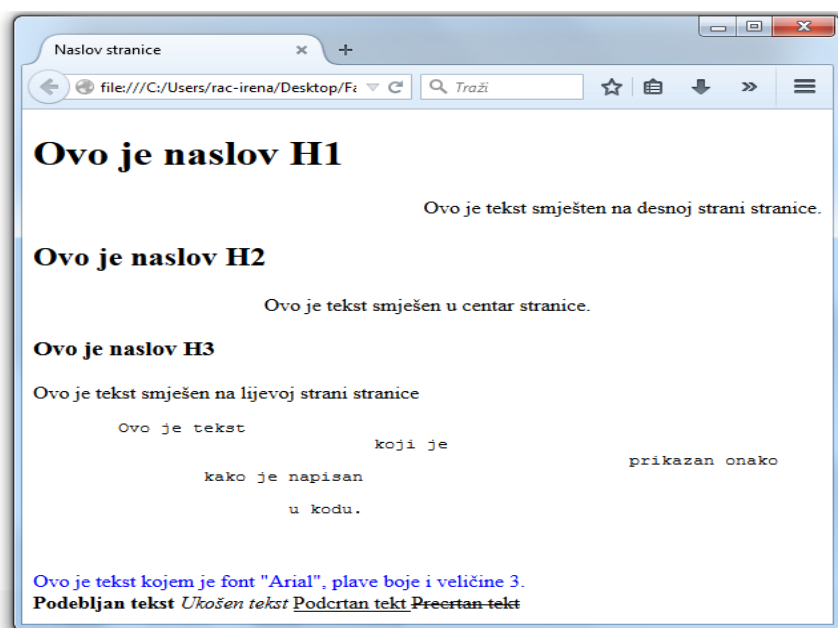 Naslov stranice
file:///C:/Users/rac-irena/Desktop/Fa
Traži
Ovo je naslov H1
Ovo je tekst smješten na desnoj strani stranice.
Ovo je naslov H2
Ovo je tekst smješen u centar stranice.
Ovo je naslov H3
Ovo je tekst smješen na lijevoj strani stranice
Ovo je tekst
koji je
prikazan onako
kako je napisan
u kodu.
Ovo je tekst kojem je font "Arial", plave boje i veličine 3.
Podebljan tekst Ukošen tekst Podcrtan tekt Precrtan tekt